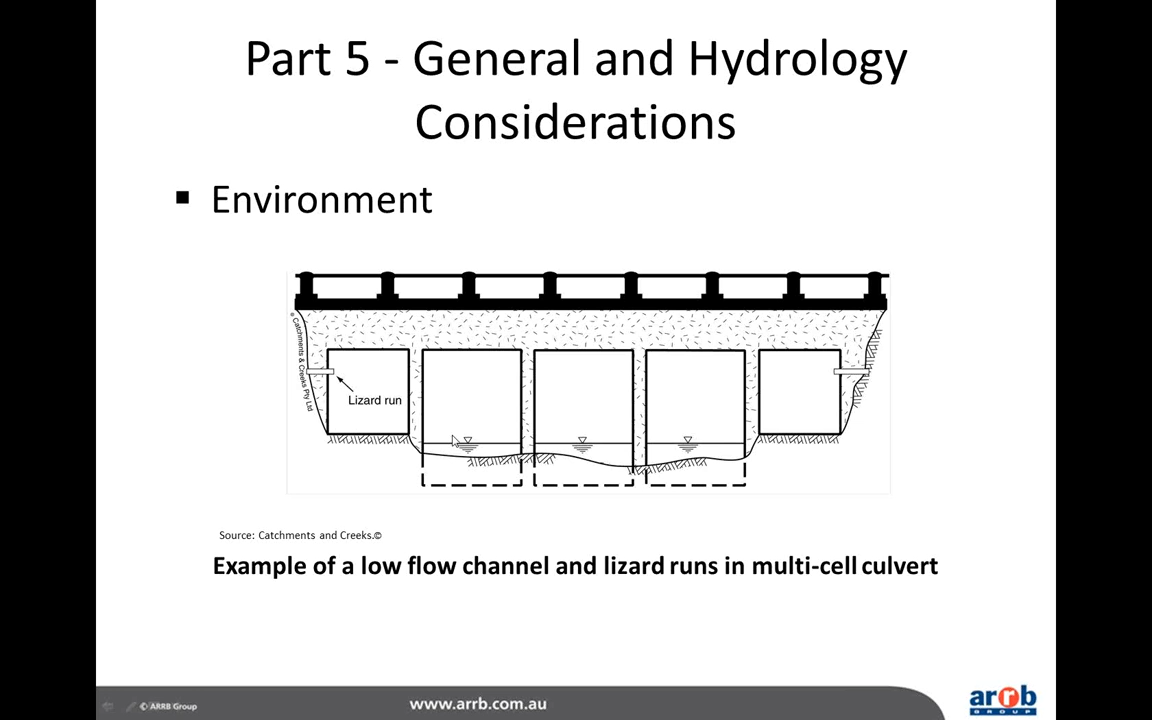 Part 5 - General and Hydrology
Considerations
▪ Environment
© Catchments & Creeks Pty Ltd
Lizard run
Source: Catchments and Creeks.©
Example of a low flow channel and lizard runs in multi-cell culvert
© ARRB Group
www.arrb.com.au
arrb
GROUP